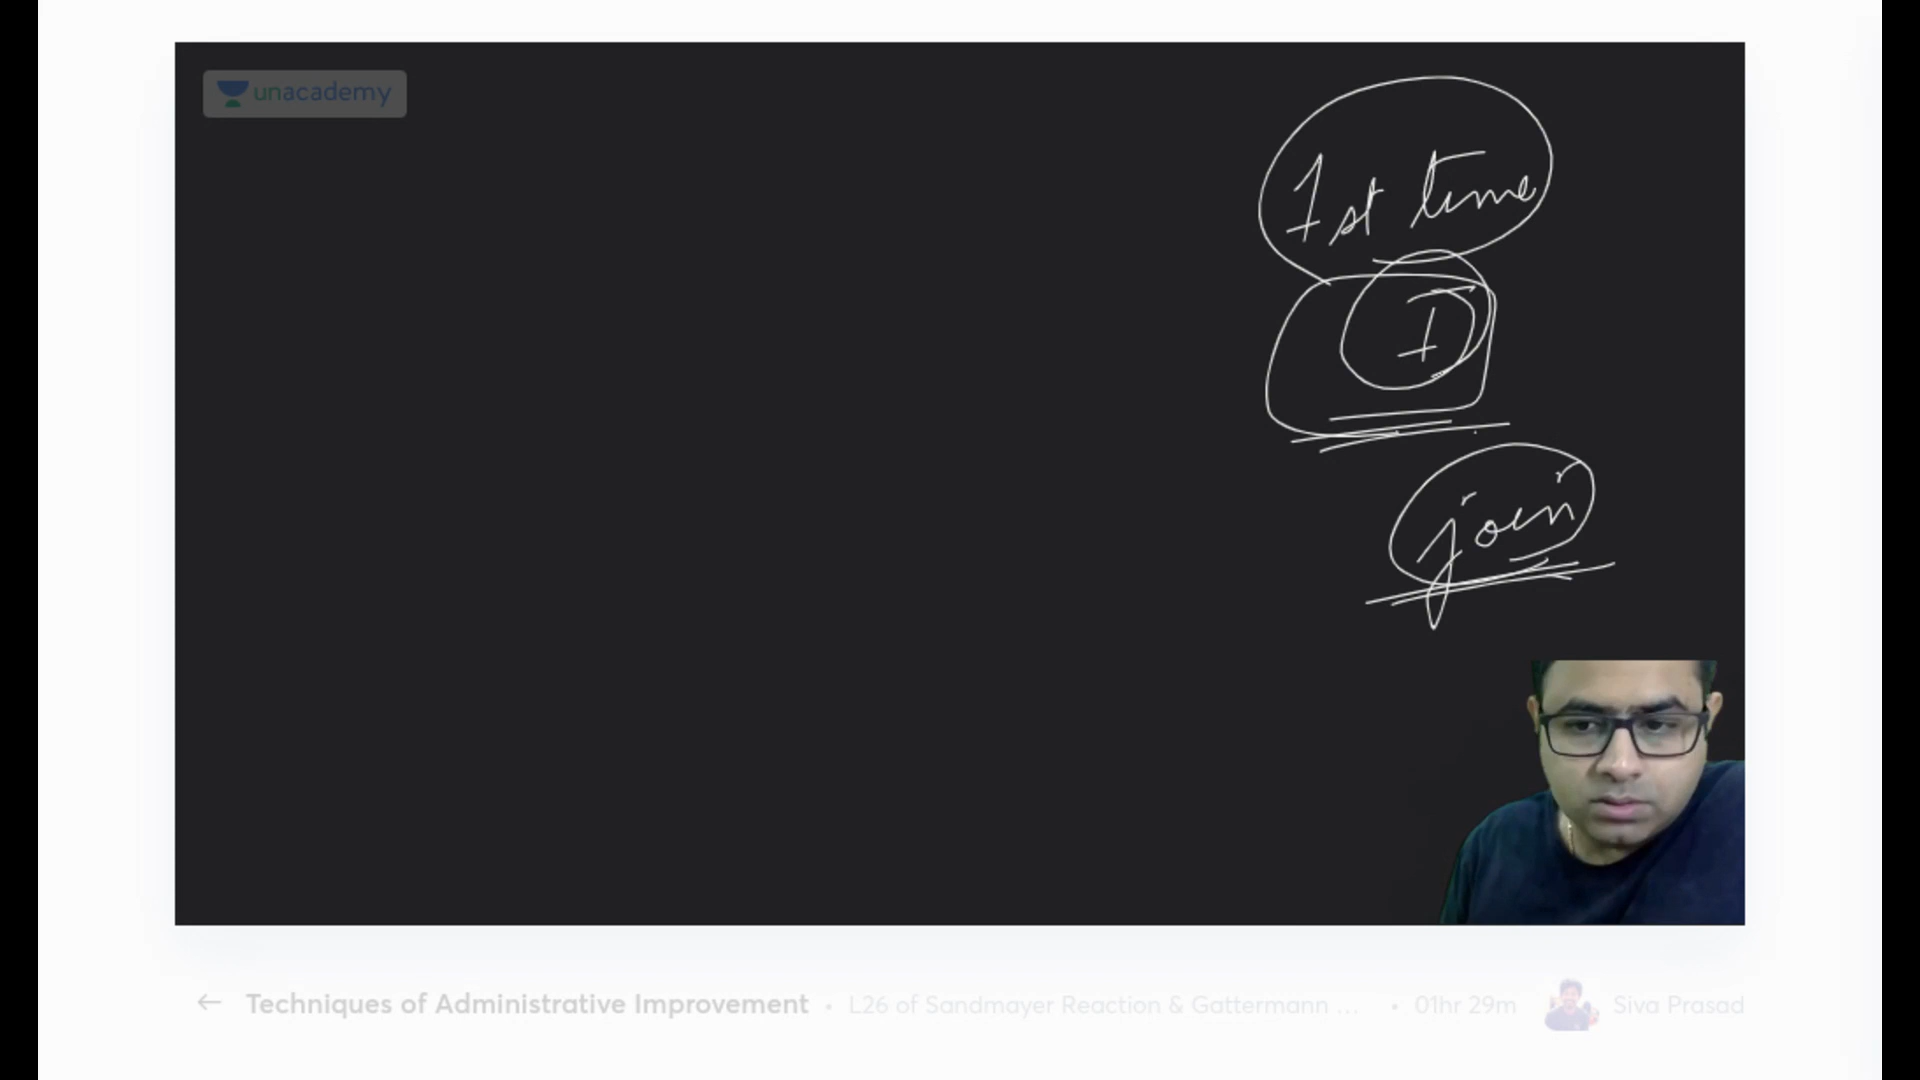 unacademy
1st time
I
join
← Techniques of Administrative Improvement • L26 of Sandmayer Reaction & Gattermann ... • 01hr 29m Siva Prasad